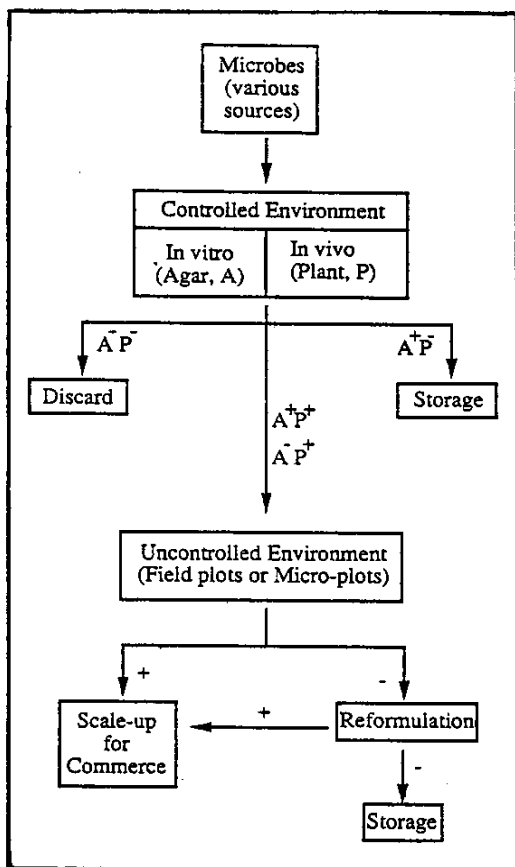 Microbes
(various
sources)
Controlled Environment
In vitro
(Agar, A)
In vivo
(Plant, P)
A⁻P⁻
A⁺P⁻
Discard
Storage
A⁺P⁺
A⁻P⁺
Uncontrolled Environment
(Field plots or Micro-plots)
+
-
Scale-up
for
Commerce
+
Reformulation
-
Storage